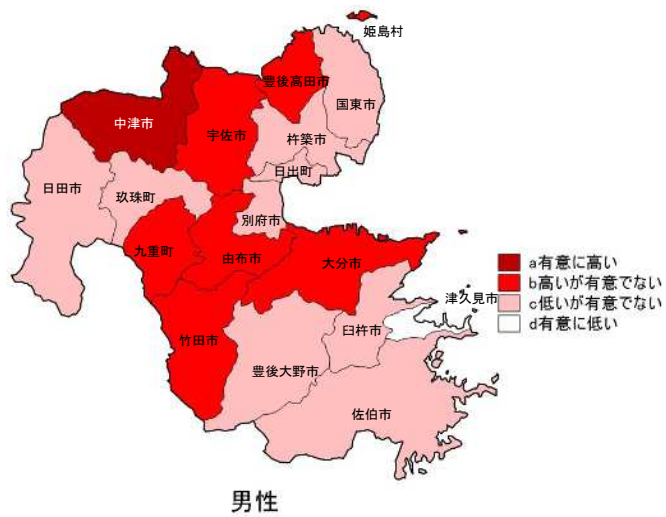 姫島村
豊後高田市
国東市
中津市
宇佐市
杵築市
日出町
日田市
玖珠町
別府市
九重町
由布市
大分市
a有意に高い
b高いが有意でない
c低いが有意でない
d有意に低い
津久見市
臼杵市
竹田市
豊後大野市
佐伯市
男性